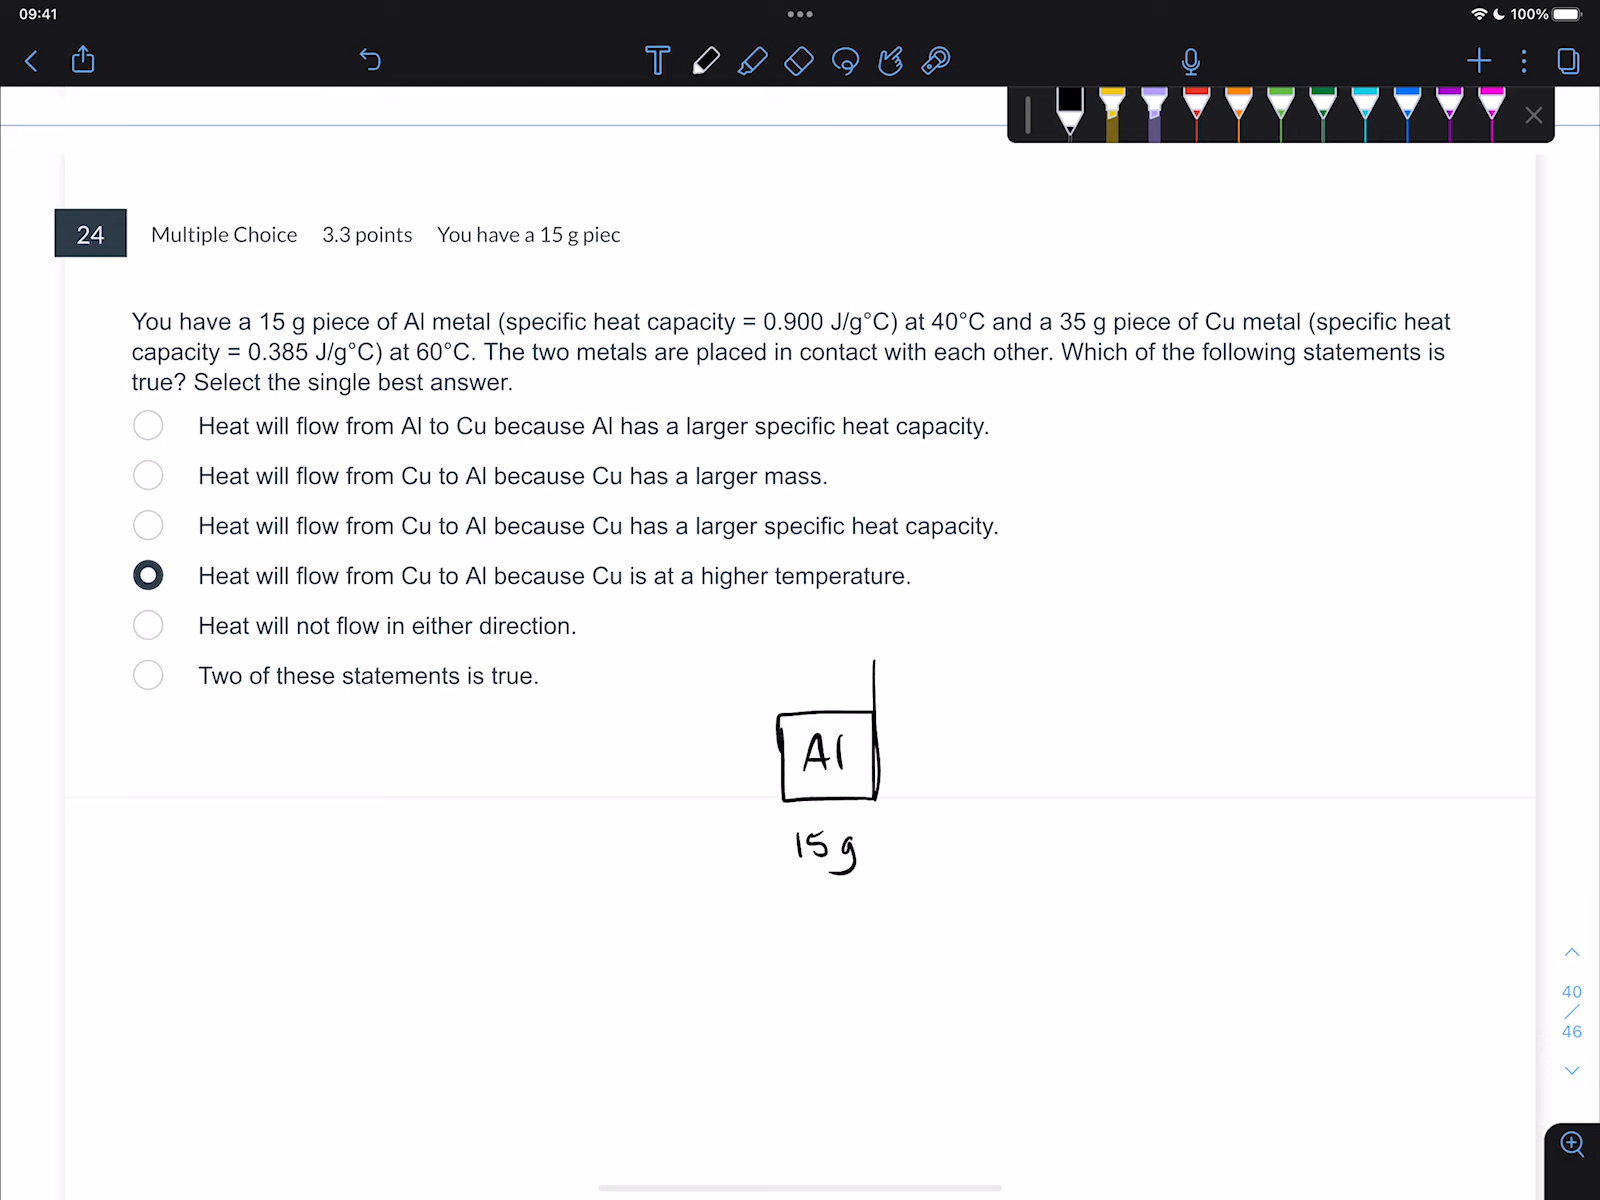 09:41
100%
24 Multiple Choice 3.3 points You have a 15 g piec
You have a 15 g piece of Al metal (specific heat capacity = 0.900 J/g°C) at 40°C and a 35 g piece of Cu metal (specific heat
capacity = 0.385 J/g°C) at 60°C. The two metals are placed in contact with each other. Which of the following statements is
true? Select the single best answer.
Heat will flow from Al to Cu because Al has a larger specific heat capacity.
Heat will flow from Cu to Al because Cu has a larger mass.
Heat will flow from Cu to Al because Cu has a larger specific heat capacity.
Heat will flow from Cu to Al because Cu is at a higher temperature.
Heat will not flow in either direction.
Two of these statements is true.
Al
15 g
40
/
46